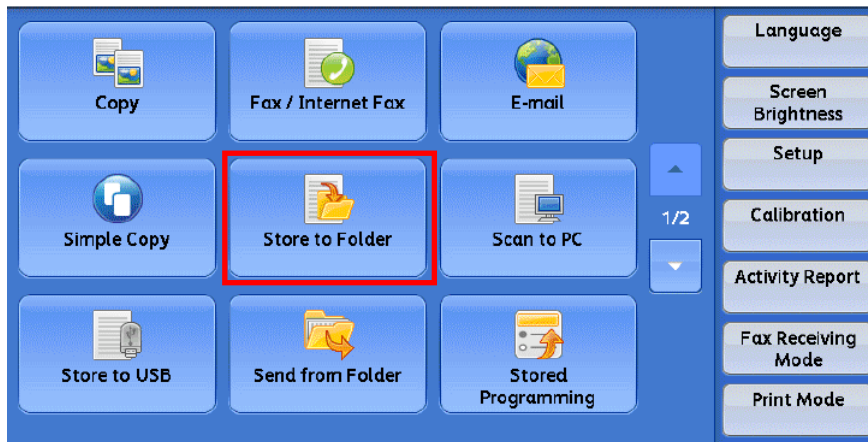 Copy
Fax / Internet Fax
E-mail
Simple Copy
Store to Folder
Scan to PC
Store to USB
Send from Folder
Stored
Programming
1/2
Language
Screen
Brightness
Setup
Calibration
Activity Report
Fax Receiving
Mode
Print Mode